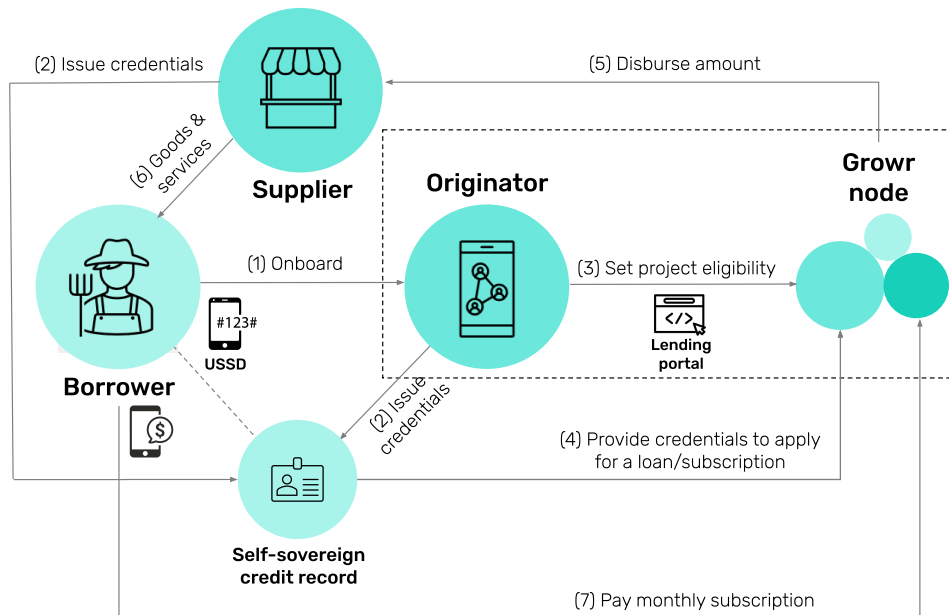 (2) Issue credentials
(5) Disburse amount
(6) Goods &
services
Supplier
Originator
Growr
node
(1) Onboard
(3) Set project eligibility
#123#
USSD
</>
Lending
portal
Borrower
$
(2) Issue
credentials
(4) Provide credentials to apply
for a loan/subscription
Self-sovereign
credit record
(7) Pay monthly subscription